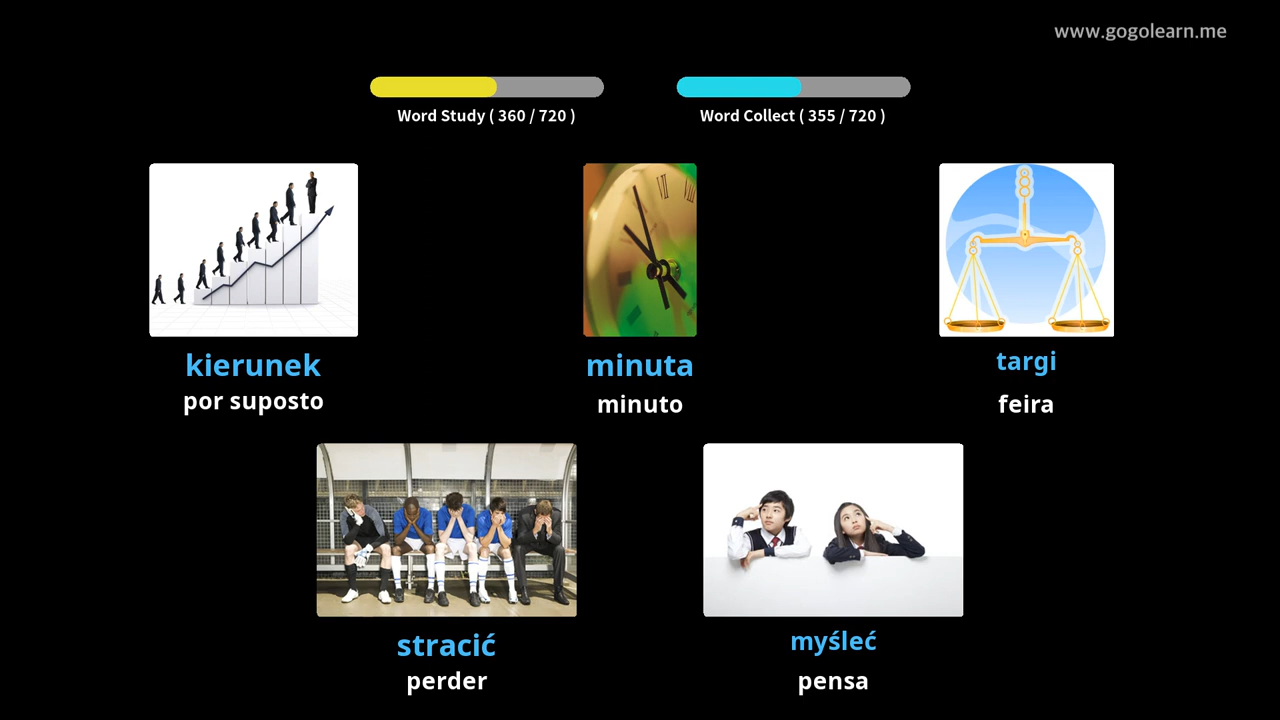 www.gogolearn.me
Word Study ( 360 / 720 )
Word Collect ( 355 / 720 )
kierunek
por suposto
minuta
minuto
targi
feira
stracić
perder
myśleć
pensa